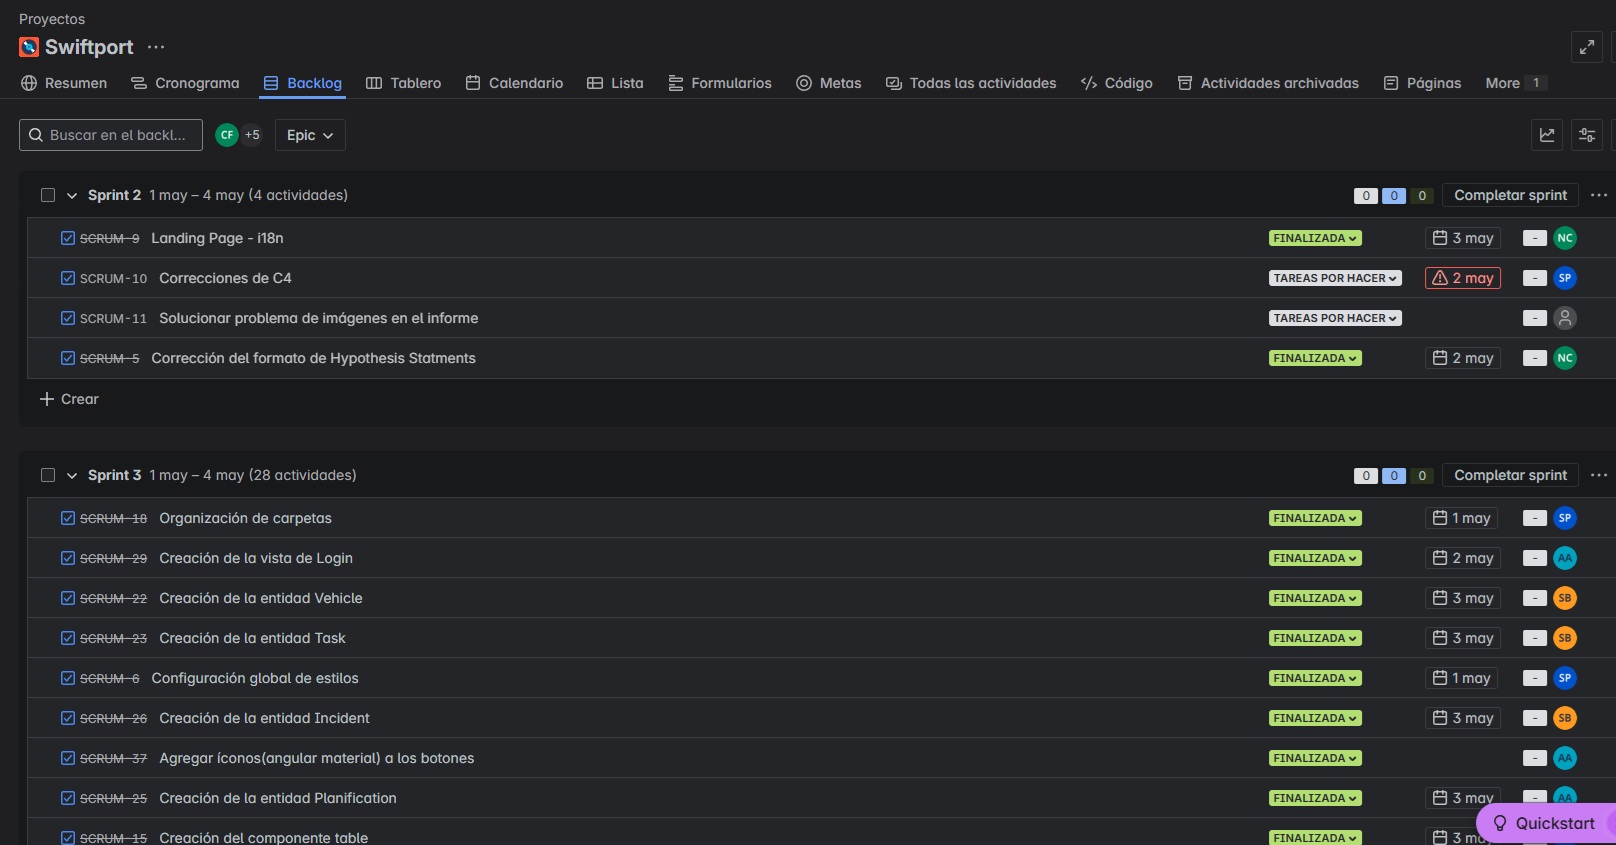 Proyectos
Swiftport
Resumen Cronograma Backlog Tablero Calendario Lista Formularios Metas Todas las actividades Código Actividades archivadas Páginas More 1
Buscar en el backl... CF +5 Epic
Sprint 2 1 may – 4 may (4 actividades) 0 0 0 Completar sprint
SCRUM-9 Landing Page - i18n FINALIZADA 3 may - NC
SCRUM-10 Correcciones de C4 TAREAS POR HACER 2 may - SP
SCRUM-11 Solucionar problema de imágenes en el informe TAREAS POR HACER -
SCRUM-5 Corrección del formato de Hypothesis Statments FINALIZADA 2 may - NC
Crear
Sprint 3 1 may – 4 may (28 actividades) 0 0 0 Completar sprint
SCRUM-18 Organización de carpetas FINALIZADA 1 may - SP
SCRUM-29 Creación de la vista de Login FINALIZADA 2 may - AA
SCRUM-22 Creación de la entidad Vehicle FINALIZADA 3 may - SB
SCRUM-23 Creación de la entidad Task FINALIZADA 3 may - SB
SCRUM-6 Configuración global de estilos FINALIZADA 1 may - SP
SCRUM-26 Creación de la entidad Incident FINALIZADA 3 may - SB
SCRUM-37 Agregar íconos(angular material) a los botones FINALIZADA - AA
SCRUM-25 Creación de la entidad Planification FINALIZADA 3 may - AA
SCRUM-15 Creación del componente table FINALIZADA 3
Quickstart